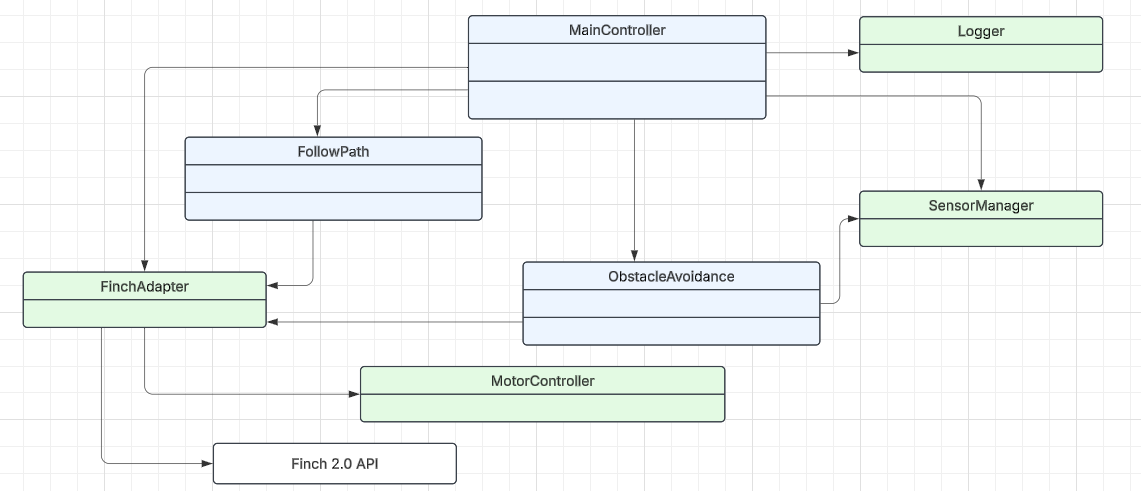 MainController
Logger
FollowPath
SensorManager
FinchAdapter
ObstacleAvoidance
MotorController
Finch 2.0 API